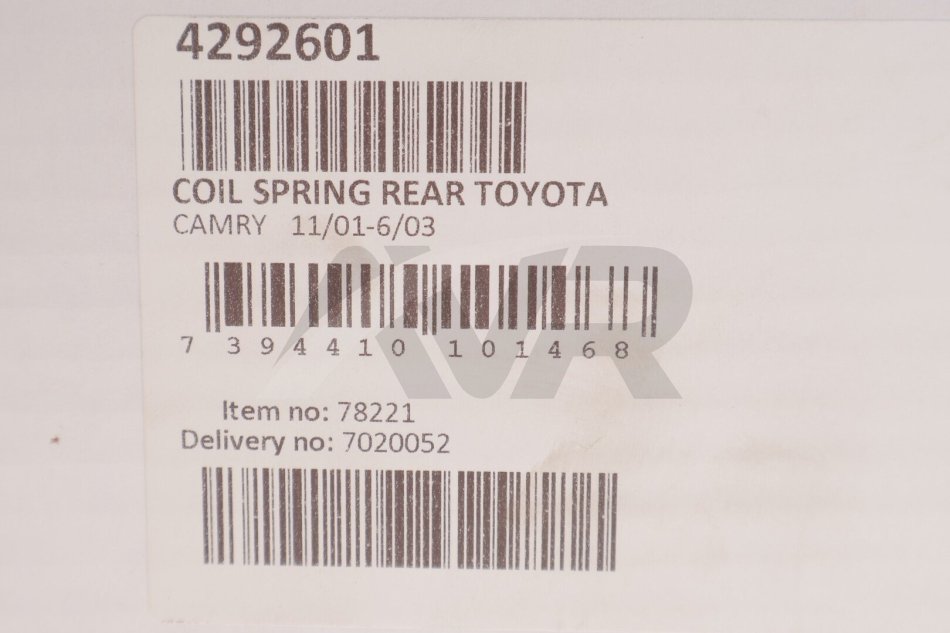 4292601
COIL SPRING REAR TOYOTA
CAMRY 11/01-6/03
7 394410 101468
AVR
Item no: 78221
Delivery no: 7020052